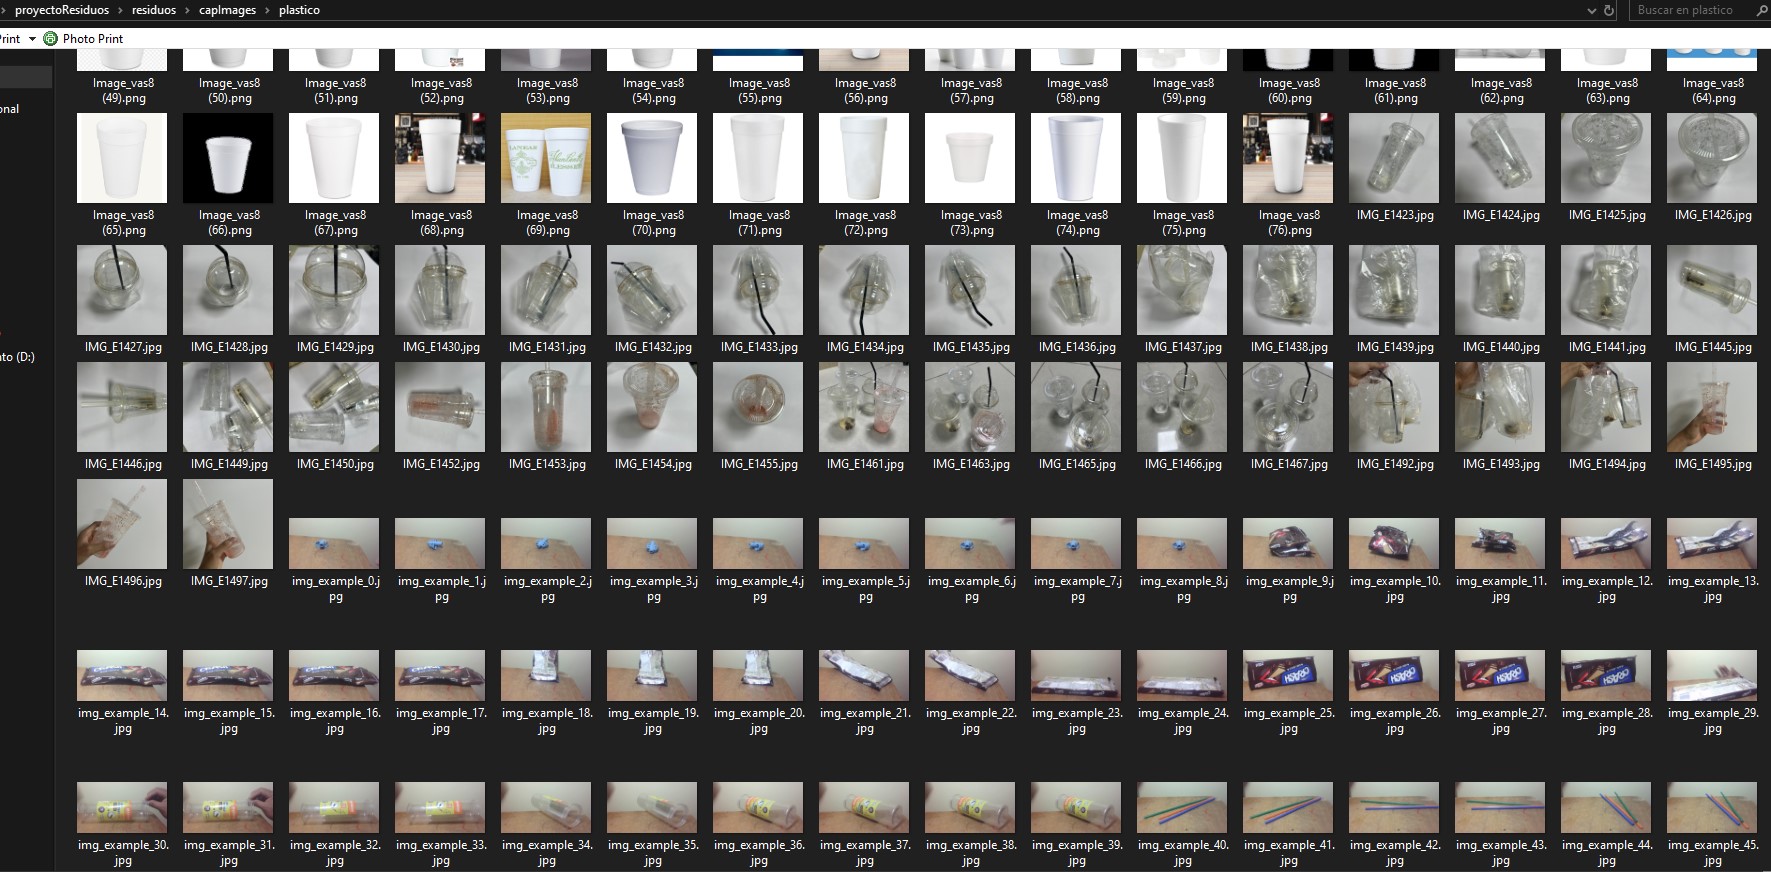 proyectoResiduos > residuos > capImages > plastico
Buscar en plastico
Print
Photo Print
onal
nto (D:)
Image_vas8 (49).png
Image_vas8 (50).png
Image_vas8 (51).png
Image_vas8 (52).png
Image_vas8 (53).png
Image_vas8 (54).png
Image_vas8 (55).png
Image_vas8 (56).png
Image_vas8 (57).png
Image_vas8 (58).png
Image_vas8 (59).png
Image_vas8 (60).png
Image_vas8 (61).png
Image_vas8 (62).png
Image_vas8 (63).png
Image_vas8 (64).png
Image_vas8 (65).png
Image_vas8 (66).png
Image_vas8 (67).png
Image_vas8 (68).png
Image_vas8 (69).png
Image_vas8 (70).png
Image_vas8 (71).png
Image_vas8 (72).png
Image_vas8 (73).png
Image_vas8 (74).png
Image_vas8 (75).png
Image_vas8 (76).png
IMG_E1423.jpg
IMG_E1424.jpg
IMG_E1425.jpg
IMG_E1426.jpg
IMG_E1427.jpg
IMG_E1428.jpg
IMG_E1429.jpg
IMG_E1430.jpg
IMG_E1431.jpg
IMG_E1432.jpg
IMG_E1433.jpg
IMG_E1434.jpg
IMG_E1435.jpg
IMG_E1436.jpg
IMG_E1437.jpg
IMG_E1438.jpg
IMG_E1439.jpg
IMG_E1440.jpg
IMG_E1441.jpg
IMG_E1445.jpg
IMG_E1446.jpg
IMG_E1449.jpg
IMG_E1450.jpg
IMG_E1452.jpg
IMG_E1453.jpg
IMG_E1454.jpg
IMG_E1455.jpg
IMG_E1461.jpg
IMG_E1463.jpg
IMG_E1465.jpg
IMG_E1466.jpg
IMG_E1467.jpg
IMG_E1492.jpg
IMG_E1493.jpg
IMG_E1494.jpg
IMG_E1495.jpg
IMG_E1496.jpg
IMG_E1497.jpg
img_example_0.jpg
img_example_1.jpg
img_example_2.jpg
img_example_3.jpg
img_example_4.jpg
img_example_5.jpg
img_example_6.jpg
img_example_7.jpg
img_example_8.jpg
img_example_9.jpg
img_example_10.jpg
img_example_11.jpg
img_example_12.jpg
img_example_13.jpg
img_example_14.jpg
img_example_15.jpg
img_example_16.jpg
img_example_17.jpg
img_example_18.jpg
img_example_19.jpg
img_example_20.jpg
img_example_21.jpg
img_example_22.jpg
img_example_23.jpg
img_example_24.jpg
img_example_25.jpg
img_example_26.jpg
img_example_27.jpg
img_example_28.jpg
img_example_29.jpg
img_example_30.jpg
img_example_31.jpg
img_example_32.jpg
img_example_33.jpg
img_example_34.jpg
img_example_35.jpg
img_example_36.jpg
img_example_37.jpg
img_example_38.jpg
img_example_39.jpg
img_example_40.jpg
img_example_41.jpg
img_example_42.jpg
img_example_43.jpg
img_example_44.jpg
img_example_45.jpg